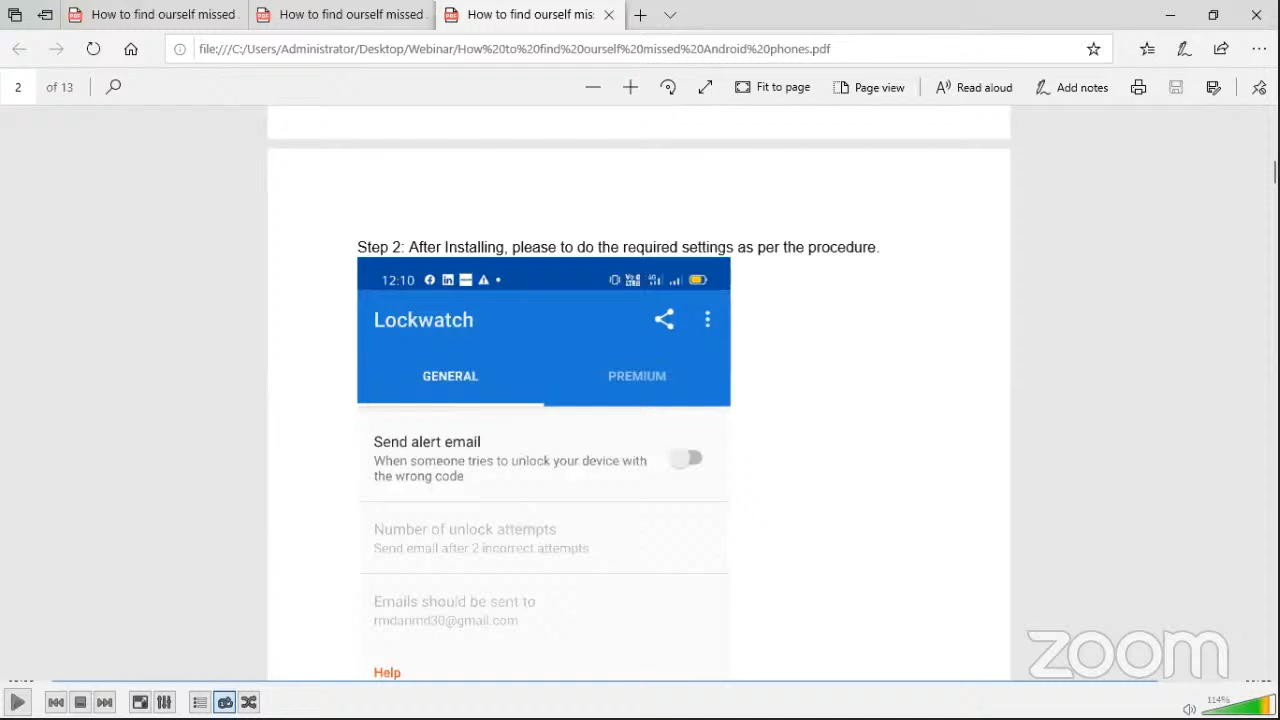 How to find ourself missed
How to find ourself missed
How to find ourself mis
file:///C:/Users/Administrator/Desktop/Webinar/How%20to%20find%20ourself%20missed%20Android%20phones.pdf
2 of 13
Fit to page
Page view
Read aloud
Add notes
Step 2: After Installing, please to do the required settings as per the procedure.
12:10
Lockwatch
GENERAL
PREMIUM
Send alert email
When someone tries to unlock your device with
the wrong code
Number of unlock attempts
Send email after 2 incorrect attempts
Emails should be sent to
rmdanmd30@gmail.com
Help
zoom
114%